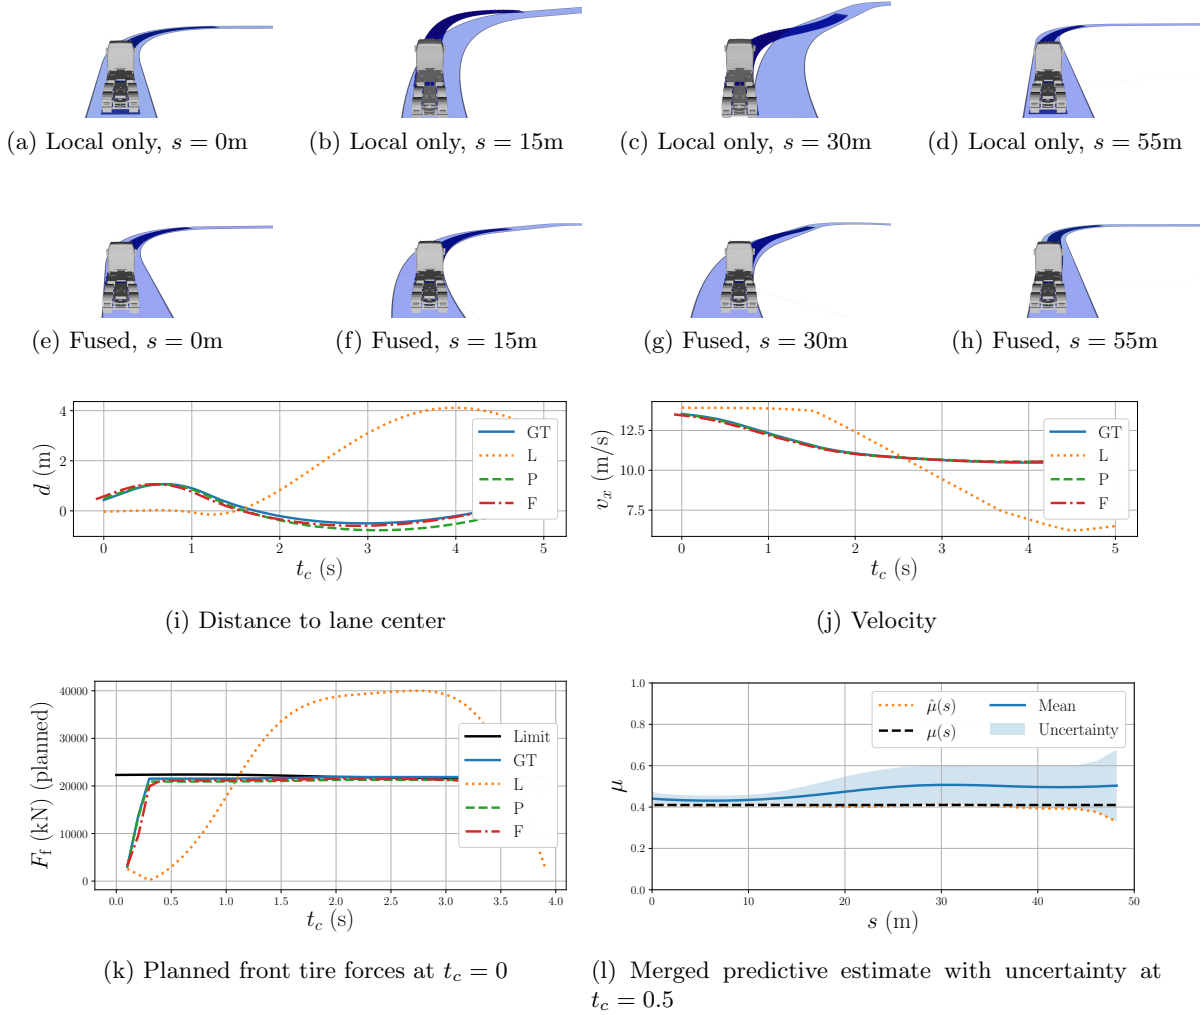 (a) Local only, s = 0m
(b) Local only, s = 15m
(c) Local only, s = 30m
(d) Local only, s = 55m
(e) Fused, s = 0m
(f) Fused, s = 15m
(g) Fused, s = 30m
(h) Fused, s = 55m
d (m)
4
2
0
0
1
2
3
4
5
t_c (s)
GT
L
P
F
(i) Distance to lane center
v_x (m/s)
12.5
10.0
7.5
0
1
2
3
4
5
t_c (s)
GT
L
P
F
(j) Velocity
F_f (kN) (planned)
40000
30000
20000
10000
0
0.0
0.5
1.0
1.5
2.0
2.5
3.0
3.5
4.0
t_c (s)
Limit
GT
L
P
F
(k) Planned front tire forces at t_c = 0
μ
1.0
0.8
0.6
0.4
0.2
0.0
0
10
20
30
40
50
s (m)
μ̂(s)
μ(s)
Mean
Uncertainty
(l) Merged predictive estimate with uncertainty at
t_c = 0.5